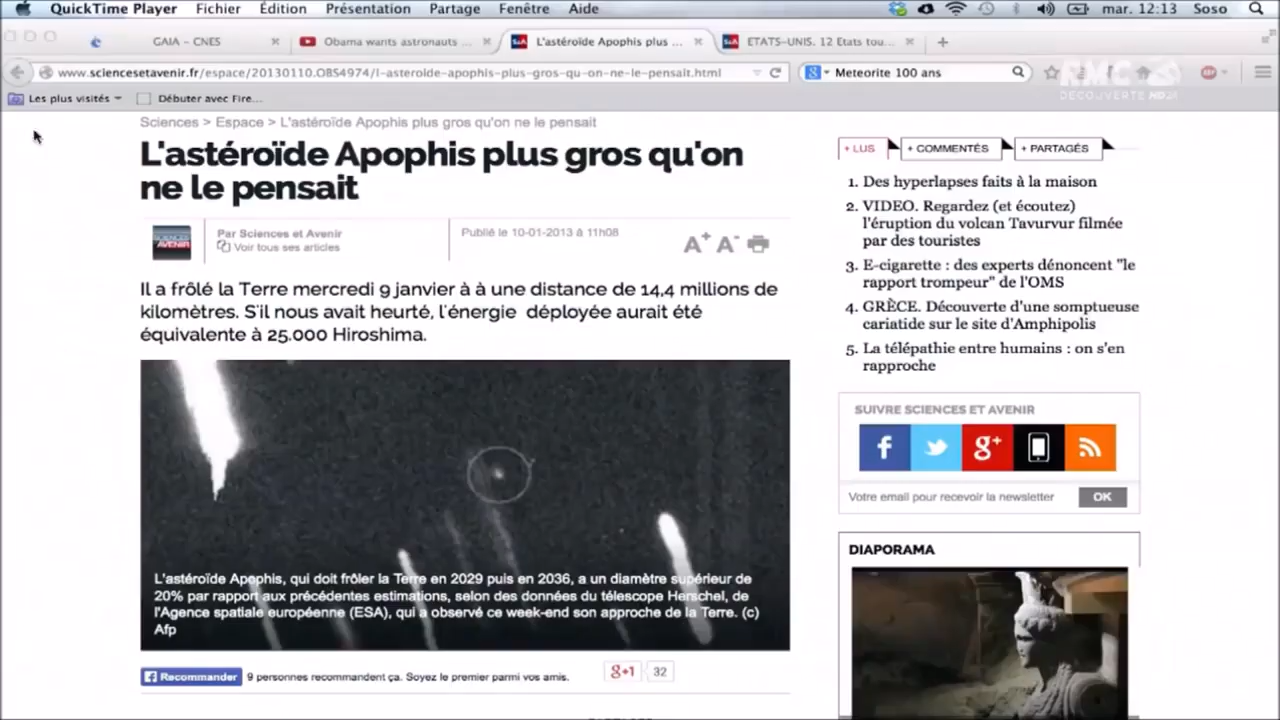 QuickTime Player Fichier Édition Présentation Partage Fenêtre Aide mar. 12:13 Soso
GAIA – CNES
Obama wants astronauts ...
L'astéroïde Apophis plus ...
ETATS-UNIS. 12 Etats tou...
www.sciencesetavenir.fr/espace/20130110.OBS4974/l-asteroide-apophis-plus-gros-qu-on-ne-le-pensait.html
Meteorite 100 ans
RMC
DECOUVERTE HD24
Les plus visités
Débuter avec Fire...
Sciences > Espace > L'astéroïde Apophis plus gros qu'on ne le pensait
L'astéroïde Apophis plus gros qu'on
ne le pensait
SCIENCES
AVENIR
Par Sciences et Avenir
Voir tous ses articles
Publié le 10-01-2013 à 11h08
A+ A-
Il a frôlé la Terre mercredi 9 janvier à à une distance de 14,4 millions de
kilomètres. S'il nous avait heurté, l'énergie déployée aurait été
équivalente à 25.000 Hiroshima.
L'astéroïde Apophis, qui doit frôler la Terre en 2029 puis en 2036, a un diamètre supérieur de
20% par rapport aux précédentes estimations, selon des données du télescope Herschel, de
l'Agence spatiale européenne (ESA), qui a observé ce week-end son approche de la Terre. (c)
Afp
Recommander
9 personnes recommandent ça. Soyez le premier parmi vos amis.
g+1 32
+ LUS
+ COMMENTÉS
+ PARTAGÉS
1. Des hyperlapses faits à la maison
2. VIDEO. Regardez (et écoutez)
l'éruption du volcan Tavurvur filmée
par des touristes
3. E-cigarette : des experts dénoncent "le
rapport trompeur" de l'OMS
4. GRÈCE. Découverte d'une somptueuse
cariatide sur le site d'Amphipolis
5. La télépathie entre humains : on s'en
rapproche
SUIVRE SCIENCES ET AVENIR
Votre email pour recevoir la newsletter
OK
DIAPORAMA